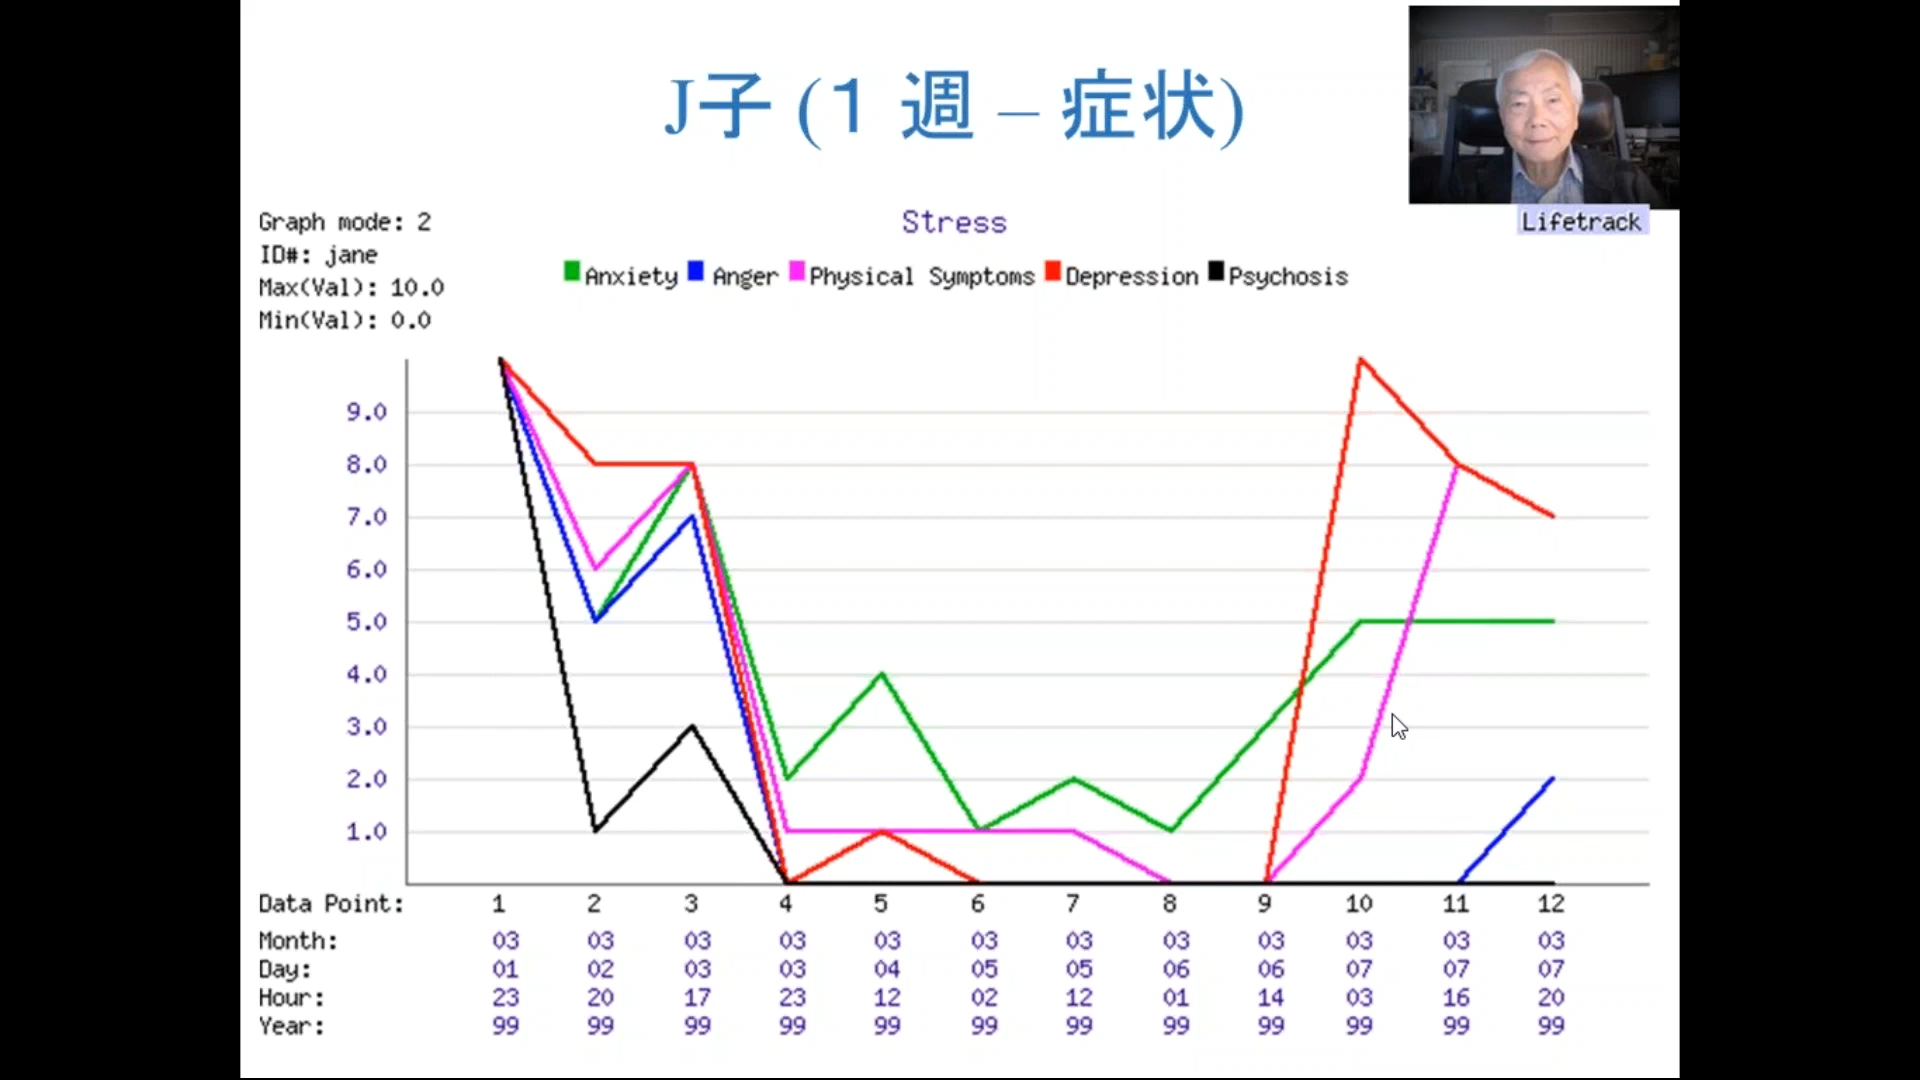 J子 (1 週 – 症状)
Graph mode: 2
Stress
Lifetrack
ID#: jane
Anxiety Anger Physical Symptoms Depression Psychosis
Max(Val): 10.0
Min(Val): 0.0
9.0
8.0
7.0
6.0
5.0
4.0
3.0
2.0
1.0
Data Point: 1 2 3 4 5 6 7 8 9 10 11 12
Month: 03 03 03 03 03 03 03 03 03 03 03 03
Day: 01 02 03 03 04 05 05 06 06 07 07 07
Hour: 23 20 17 23 12 02 12 01 14 03 16 20
Year: 99 99 99 99 99 99 99 99 99 99 99 99